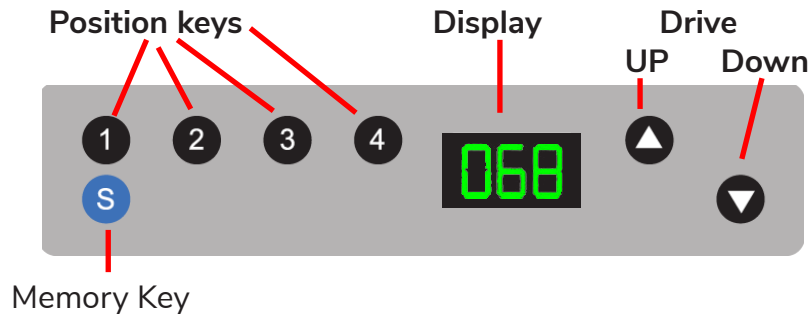 Position keys Display Drive
UP Down
1 2 3 4
068
S
Memory Key